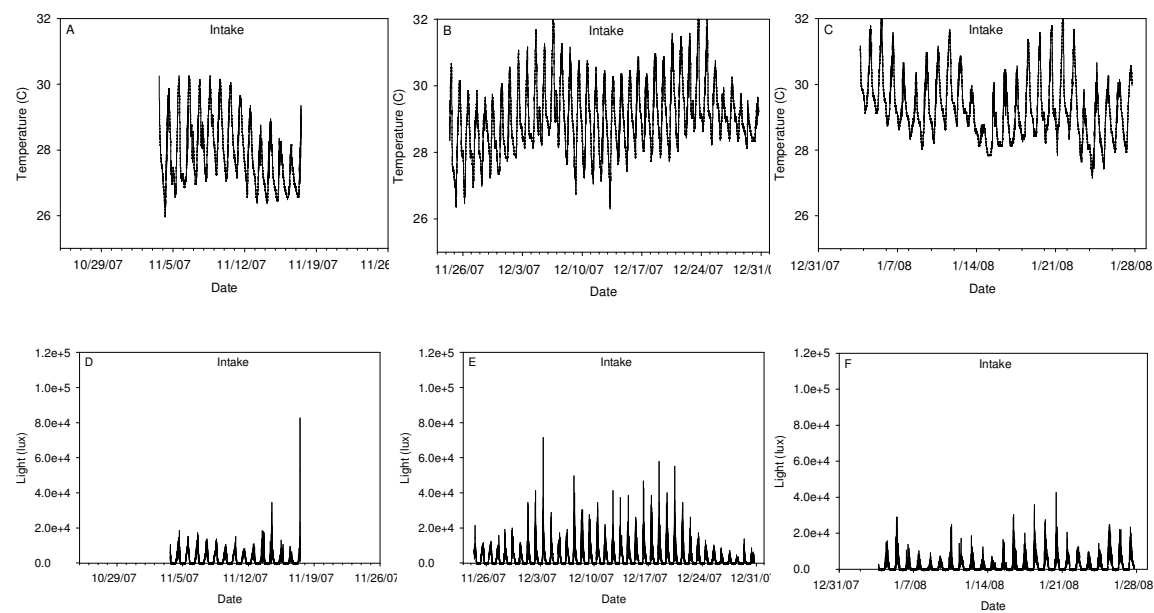 A
Intake
32
30
28
26
Temperature (C)
10/29/07 11/5/07 11/12/07 11/19/07 11/26
Date
B
Intake
32
30
28
26
Temperature (C)
11/26/07 12/3/07 12/10/07 12/17/07 12/24/07 12/31/0
Date
C
Intake
32
30
28
26
Temperature (C)
12/31/07 1/7/08 1/14/08 1/21/08 1/28/08
Date
D
Intake
1.2e+5
1.0e+5
8.0e+4
6.0e+4
4.0e+4
2.0e+4
0.0
Light (lux)
10/29/07 11/5/07 11/12/07 11/19/07 11/26/07
Date
E
Intake
1.2e+5
1.0e+5
8.0e+4
6.0e+4
4.0e+4
2.0e+4
0.0
Light (lux)
11/26/07 12/3/07 12/10/07 12/17/07 12/24/07 12/31/0
Date
F
Intake
1.2e+5
1.0e+5
8.0e+4
6.0e+4
4.0e+4
2.0e+4
0.0
Light (lux)
12/31/07 1/7/08 1/14/08 1/21/08 1/28/08
Date